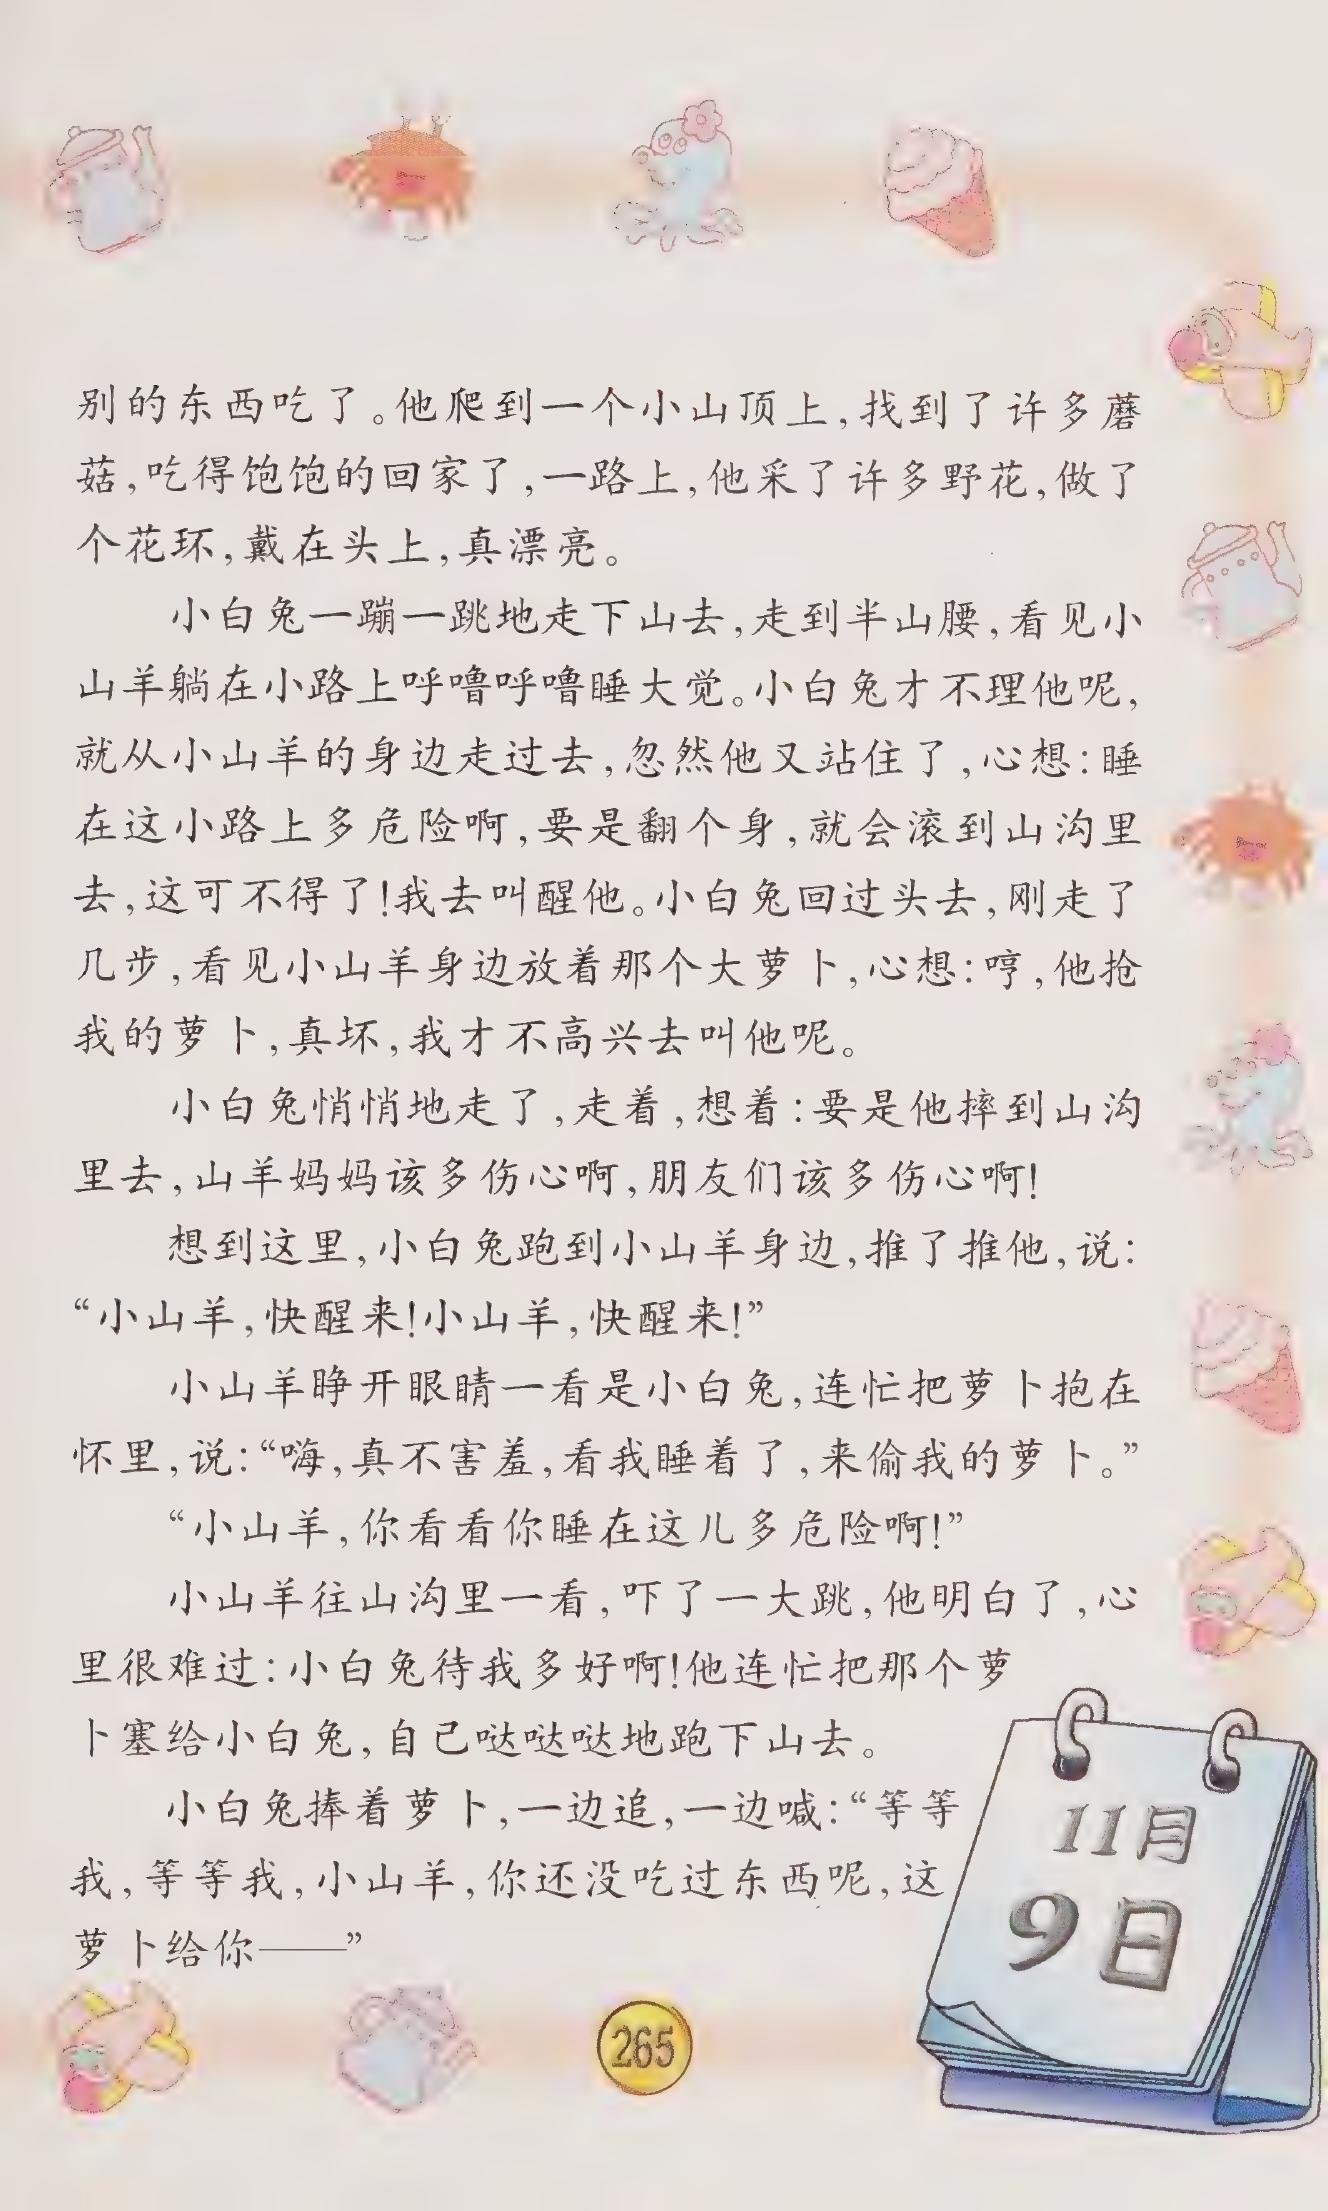 别的东西吃了。他爬到一个小山顶上,找到了许多蘑
菇,吃得饱饱的回家了,一路上,他采了许多野花,做了
个花环,戴在头上,真漂亮。
小白兔一蹦一跳地走下山去,走到半山腰,看见小
山羊躺在小路上呼噜呼噜睡大觉。小白兔才不理他呢,
就从小山羊的身边走过去,忽然他又站住了,心想:睡
在这小路上多危险啊,要是翻个身,就会滚到山沟里
去,这可不得了!我去叫醒他。小白兔回过头去,刚走了
几步,看见小山羊身边放着那个大萝卜,心想:哼,他抢
我的萝卜,真坏,我才不高兴去叫他呢。
小白兔悄悄地走了,走着,想着:要是他摔到山沟
里去,山羊妈妈该多伤心啊,朋友们该多伤心啊!
想到这里,小白兔跑到小山羊身边,推了推他,说:
“小山羊,快醒来!小山羊,快醒来!”
小山羊睁开眼睛一看是小白兔,连忙把萝卜抱在
怀里,说:“嗨,真不害羞,看我睡着了,来偷我的萝卜。”
“小山羊,你看看你睡在这儿多危险啊!”
小山羊往山沟里一看,吓了一大跳,他明白了,心
里很难过:小白兔待我多好啊!他连忙把那个萝
卜塞给小白兔,自己哒哒哒地跑下山去。
小白兔捧着萝卜,一边追,一边喊:“等等
我,等等我,小山羊,你还没吃过东西呢,这
萝卜给你——”
11月
9日
265